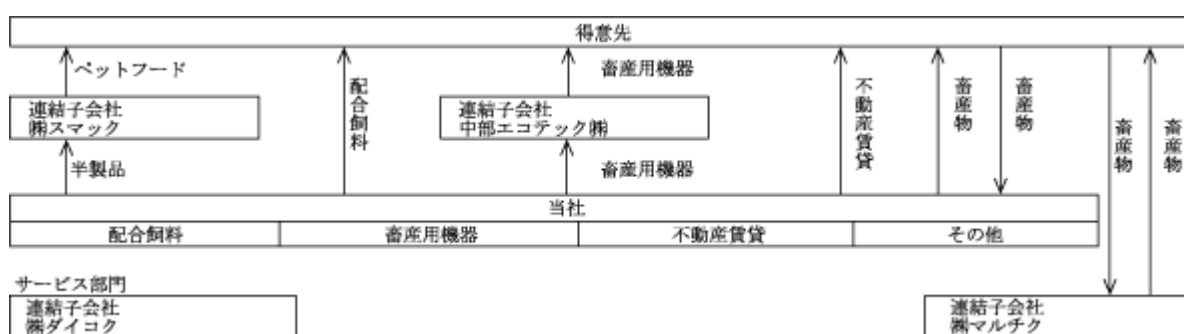 得意先
ペットフード
配合飼料
畜産用機器
不動産賃貸
畜産物
畜産物
畜産物
畜産物
連結子会社
㈱スマック
連結子会社
中部エコテック㈱
半製品
畜産用機器
当社
配合飼料
畜産用機器
不動産賃貸
その他
サービス部門
連結子会社
㈱ダイコク
連結子会社
㈱マルチク